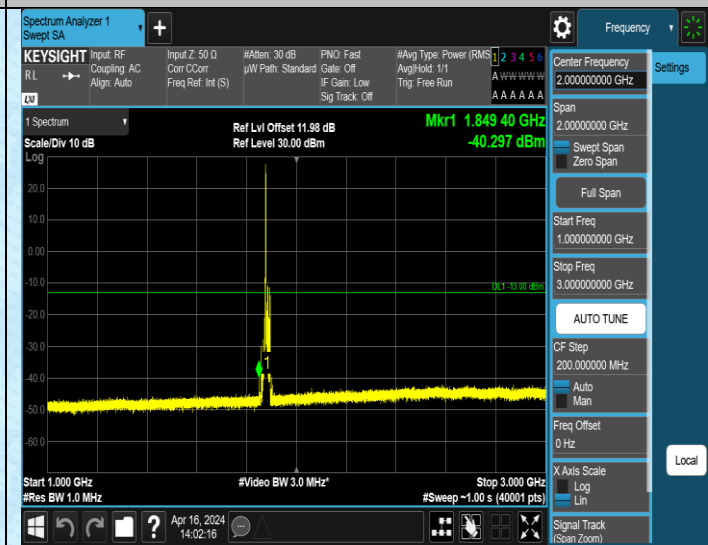 Spectrum Analyzer 1
Swept SA
+
Frequency
KEYSIGHT
RL
LXI
Input: RF
Coupling: AC
Align: Auto
Input Z: 50 Ω
Corr CCorr
Freq Ref: Int (S)
#Atten: 30 dB
µW Path: Standard
PNO: Fast
Gate: Off
IF Gain: Low
Sig Track: Off
#Avg Type: Power (RMS
Avg|Hold: 1/1
Trig: Free Run
1 2 3 4 5 6
A W W W W W
A A A A A A
1 Spectrum
Scale/Div 10 dB
Log
Ref Lvl Offset 11.98 dB
Ref Level 30.00 dBm
Mkr1 1.849 40 GHz
-40.297 dBm
20.0
10.0
0.00
-10.0
-20.0
-30.0
-40.0
-50.0
-60.0
DL1 -13.00 dBm
1
Start 1.000 GHz
#Res BW 1.0 MHz
#Video BW 3.0 MHz*
Stop 3.000 GHz
#Sweep ~1.00 s (40001 pts)
?
Apr 16, 2024
14:02:16
Center Frequency
2.000000000 GHz
Span
2.00000000 GHz
Swept Span
Zero Span
Full Span
Start Freq
1.000000000 GHz
Stop Freq
3.000000000 GHz
AUTO TUNE
CF Step
200.000000 MHz
Auto
Man
Freq Offset
0 Hz
X Axis Scale
Log
Lin
Signal Track
(Span Zoom)
Settings
Local